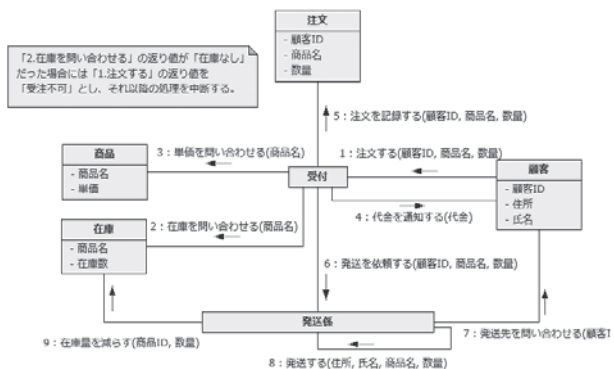 注文
- 顧客ID
- 商品名
- 数量
「2.在庫を問い合わせる」の返り値が「在庫なし」
だった場合には「1.注文する」の返り値を
「受注不可」とし、それ以降の処理を中断する。
5：注文を記録する(顧客ID, 商品名, 数量)
商品
- 商品名
- 単価
3：単価を問い合わせる(商品名)
1：注文する(顧客ID, 商品名, 数量)
受付
顧客
- 顧客ID
- 住所
- 氏名
4：代金を通知する(代金)
在庫
- 商品名
- 在庫数
2：在庫を問い合わせる(商品名)
6：発送を依頼する(顧客ID, 商品名, 数量)
発送係
9：在庫量を減らす(商品ID, 数量)
7：発送先を問い合わせる(顧客I
8：発送する(住所, 氏名, 商品名, 数量)